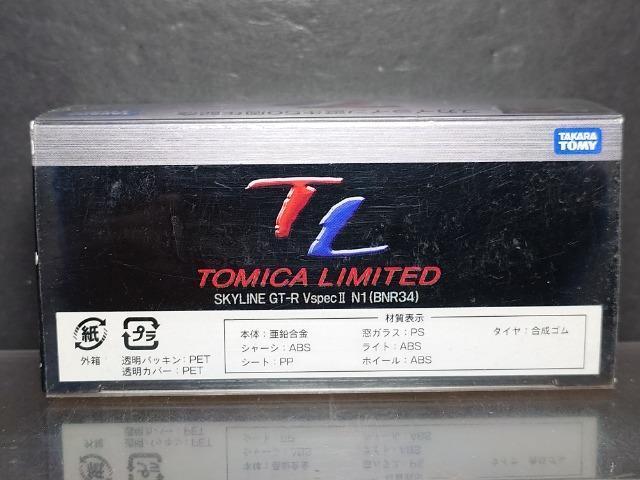 TAKARA
TOMY
TL
TOMICA LIMITED
SKYLINE GT-R VspecⅡ N1(BNR34)
紙
プラ
外箱
透明パッキン:PET
透明カバー:PET
材質表示
本体:亜鉛合金
シャーシ:ABS
シート:PP
窓ガラス:PS
ライト:ABS
ホイール:ABS
タイヤ:合成ゴム